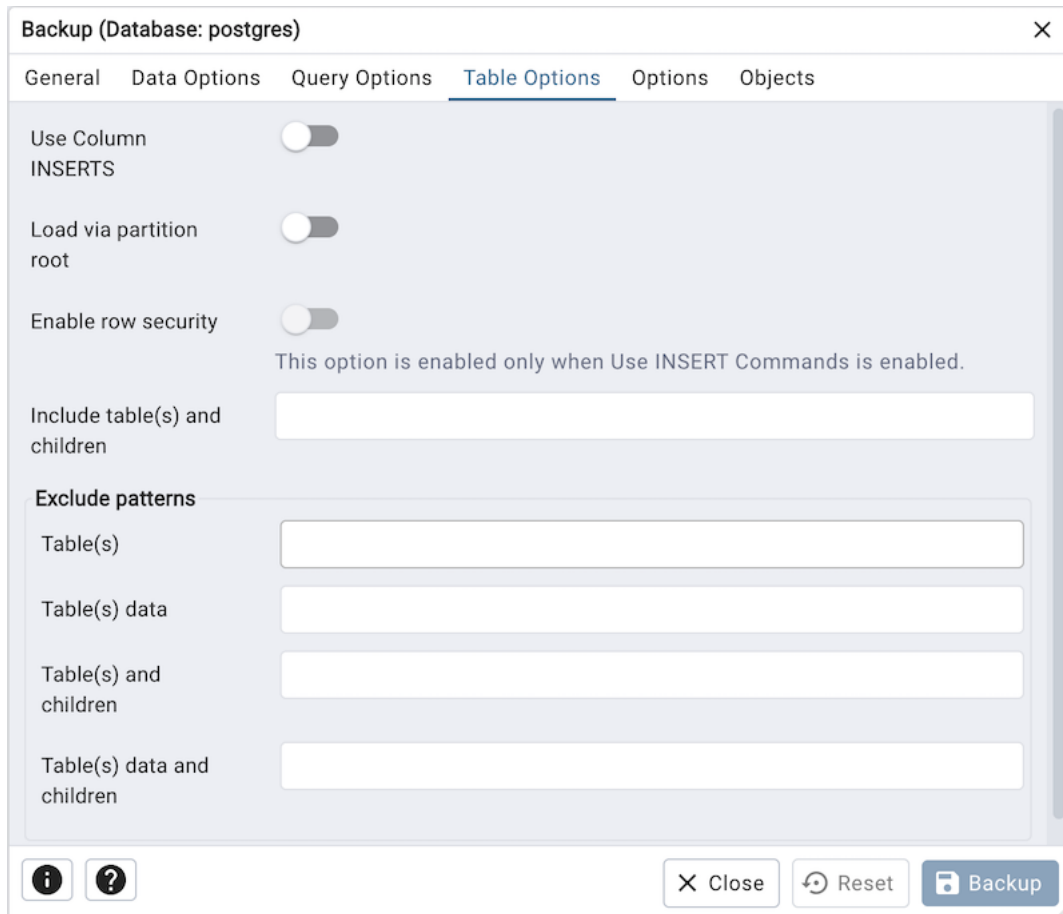 Backup (Database: postgres)
General Data Options Query Options Table Options Options Objects
Use Column
INSERTS
Load via partition
root
Enable row security
This option is enabled only when Use INSERT Commands is enabled.
Include table(s) and
children
Exclude patterns
Table(s)
Table(s) data
Table(s) and
children
Table(s) data and
children
Close Reset Backup